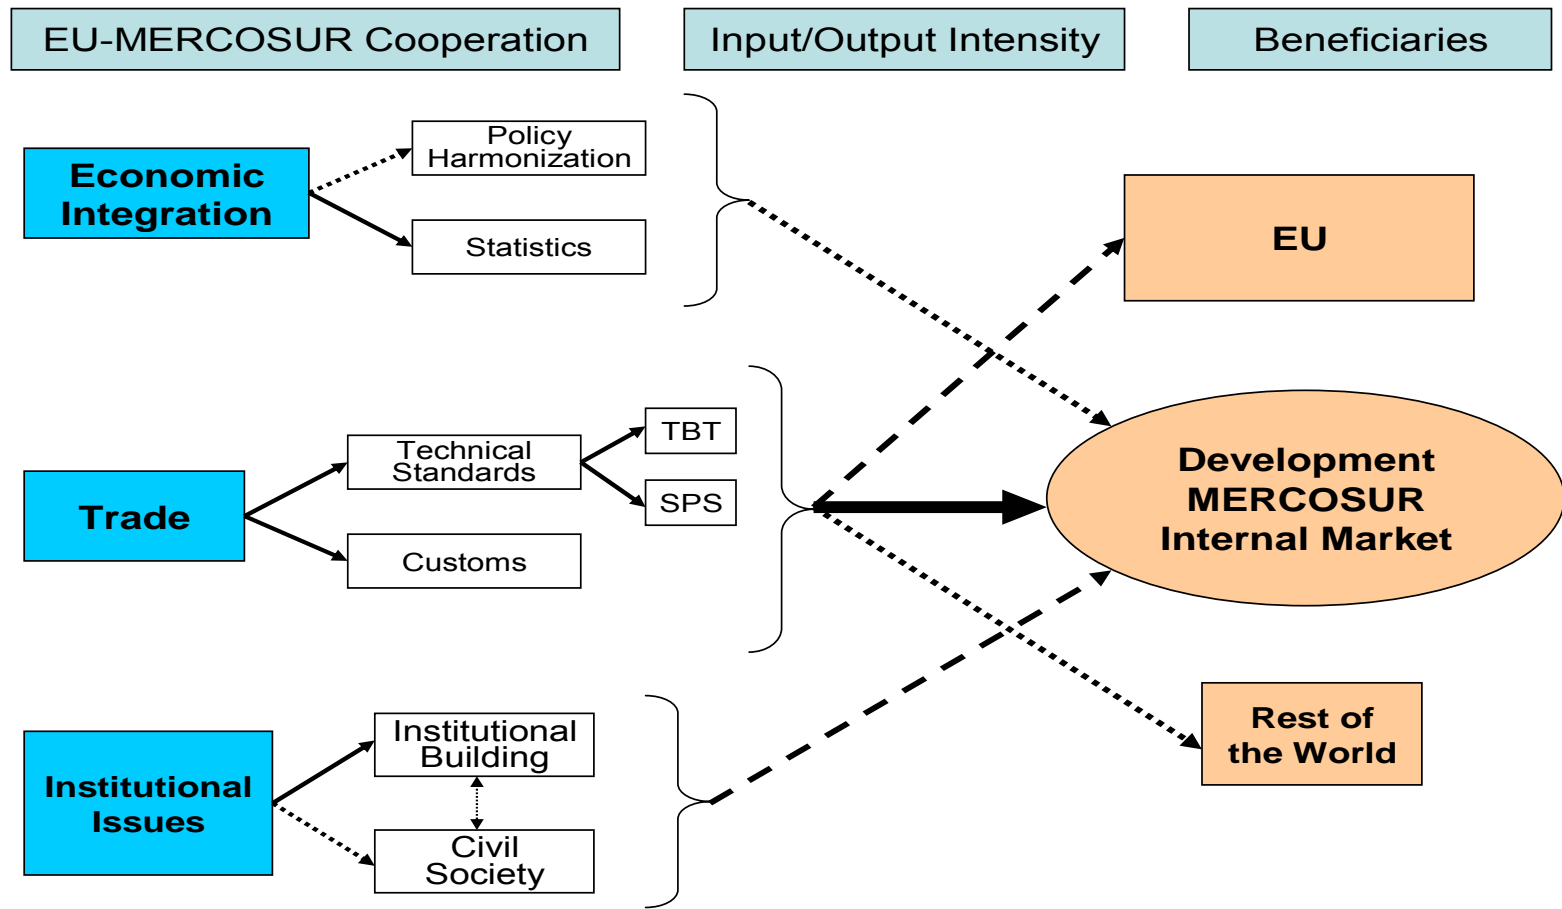 EU-MERCOSUR Cooperation
Input/Output Intensity
Beneficiaries
Policy
Harmonization
Economic
Integration
Statistics
EU
TBT
Technical
Standards
SPS
Trade
Customs
Development
MERCOSUR
Internal Market
Institutional
Building
Institutional
Issues
Civil
Society
Rest of
the World